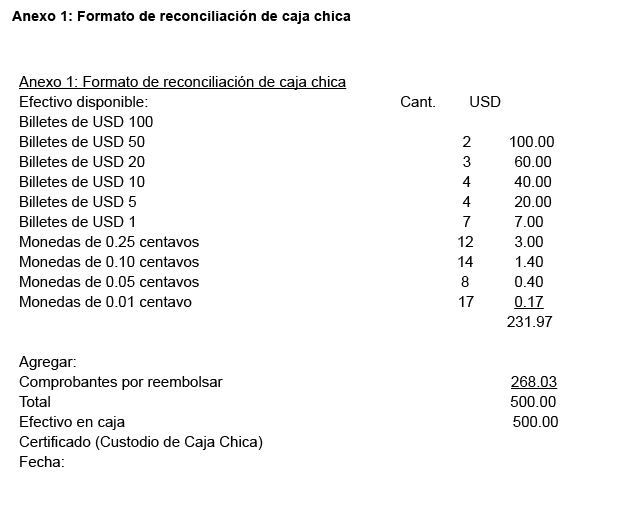 Anexo 1: Formato de reconciliación de caja chica
Anexo 1: Formato de reconciliación de caja chica
Efectivo disponible: Cant. USD
Billetes de USD 100
Billetes de USD 50 2 100.00
Billetes de USD 20 3 60.00
Billetes de USD 10 4 40.00
Billetes de USD 5 4 20.00
Billetes de USD 1 7 7.00
Monedas de 0.25 centavos 12 3.00
Monedas de 0.10 centavos 14 1.40
Monedas de 0.05 centavos 8 0.40
Monedas de 0.01 centavo 17 0.17
231.97
Agregar:
Comprobantes por reembolsar 268.03
Total 500.00
Efectivo en caja 500.00
Certificado (Custodio de Caja Chica)
Fecha: